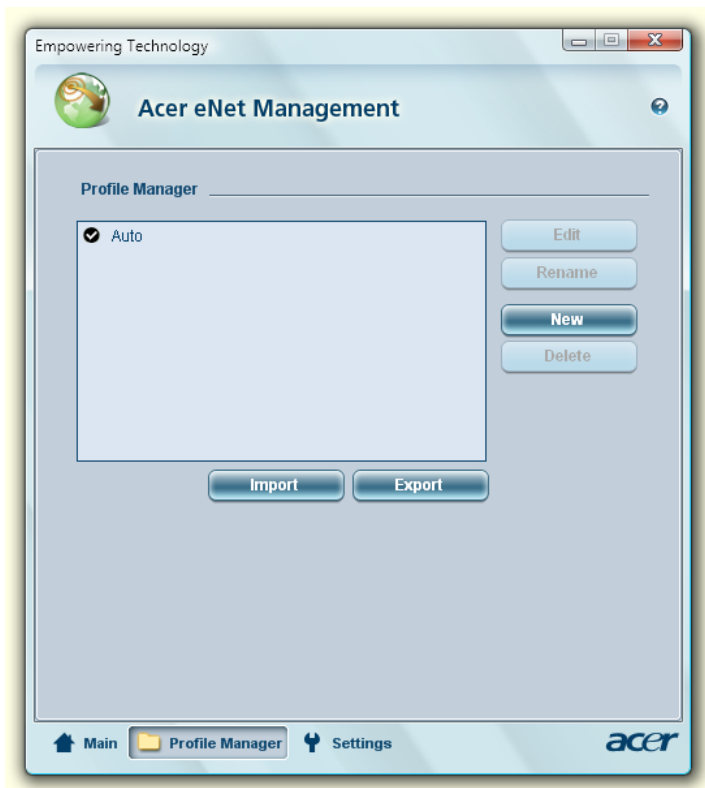 Empowering Technology
Acer eNet Management
Profile Manager
Auto
Edit
Rename
New
Delete
Import
Export
Main
Profile Manager
Settings
acer